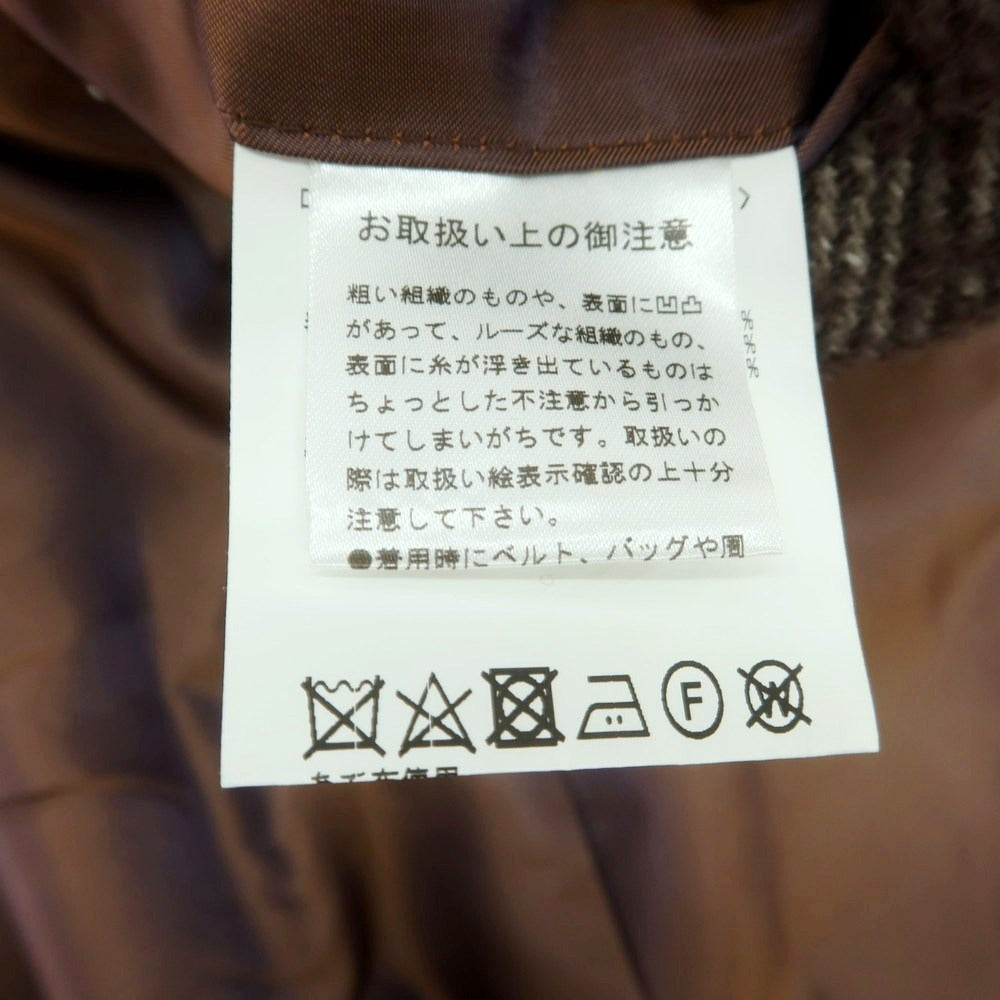 お取扱い上の御注意
粗い組織のものや、表面に凹凸
があって、ルーズな組織のもの、
表面に糸が浮き出ているものは
ちょっとした不注意から引っか
けてしまいがちです。取扱いの
際は取扱い絵表示確認の上十分
注意して下さい。
●着用時にベルト、バッグや周
F W
あて布使用